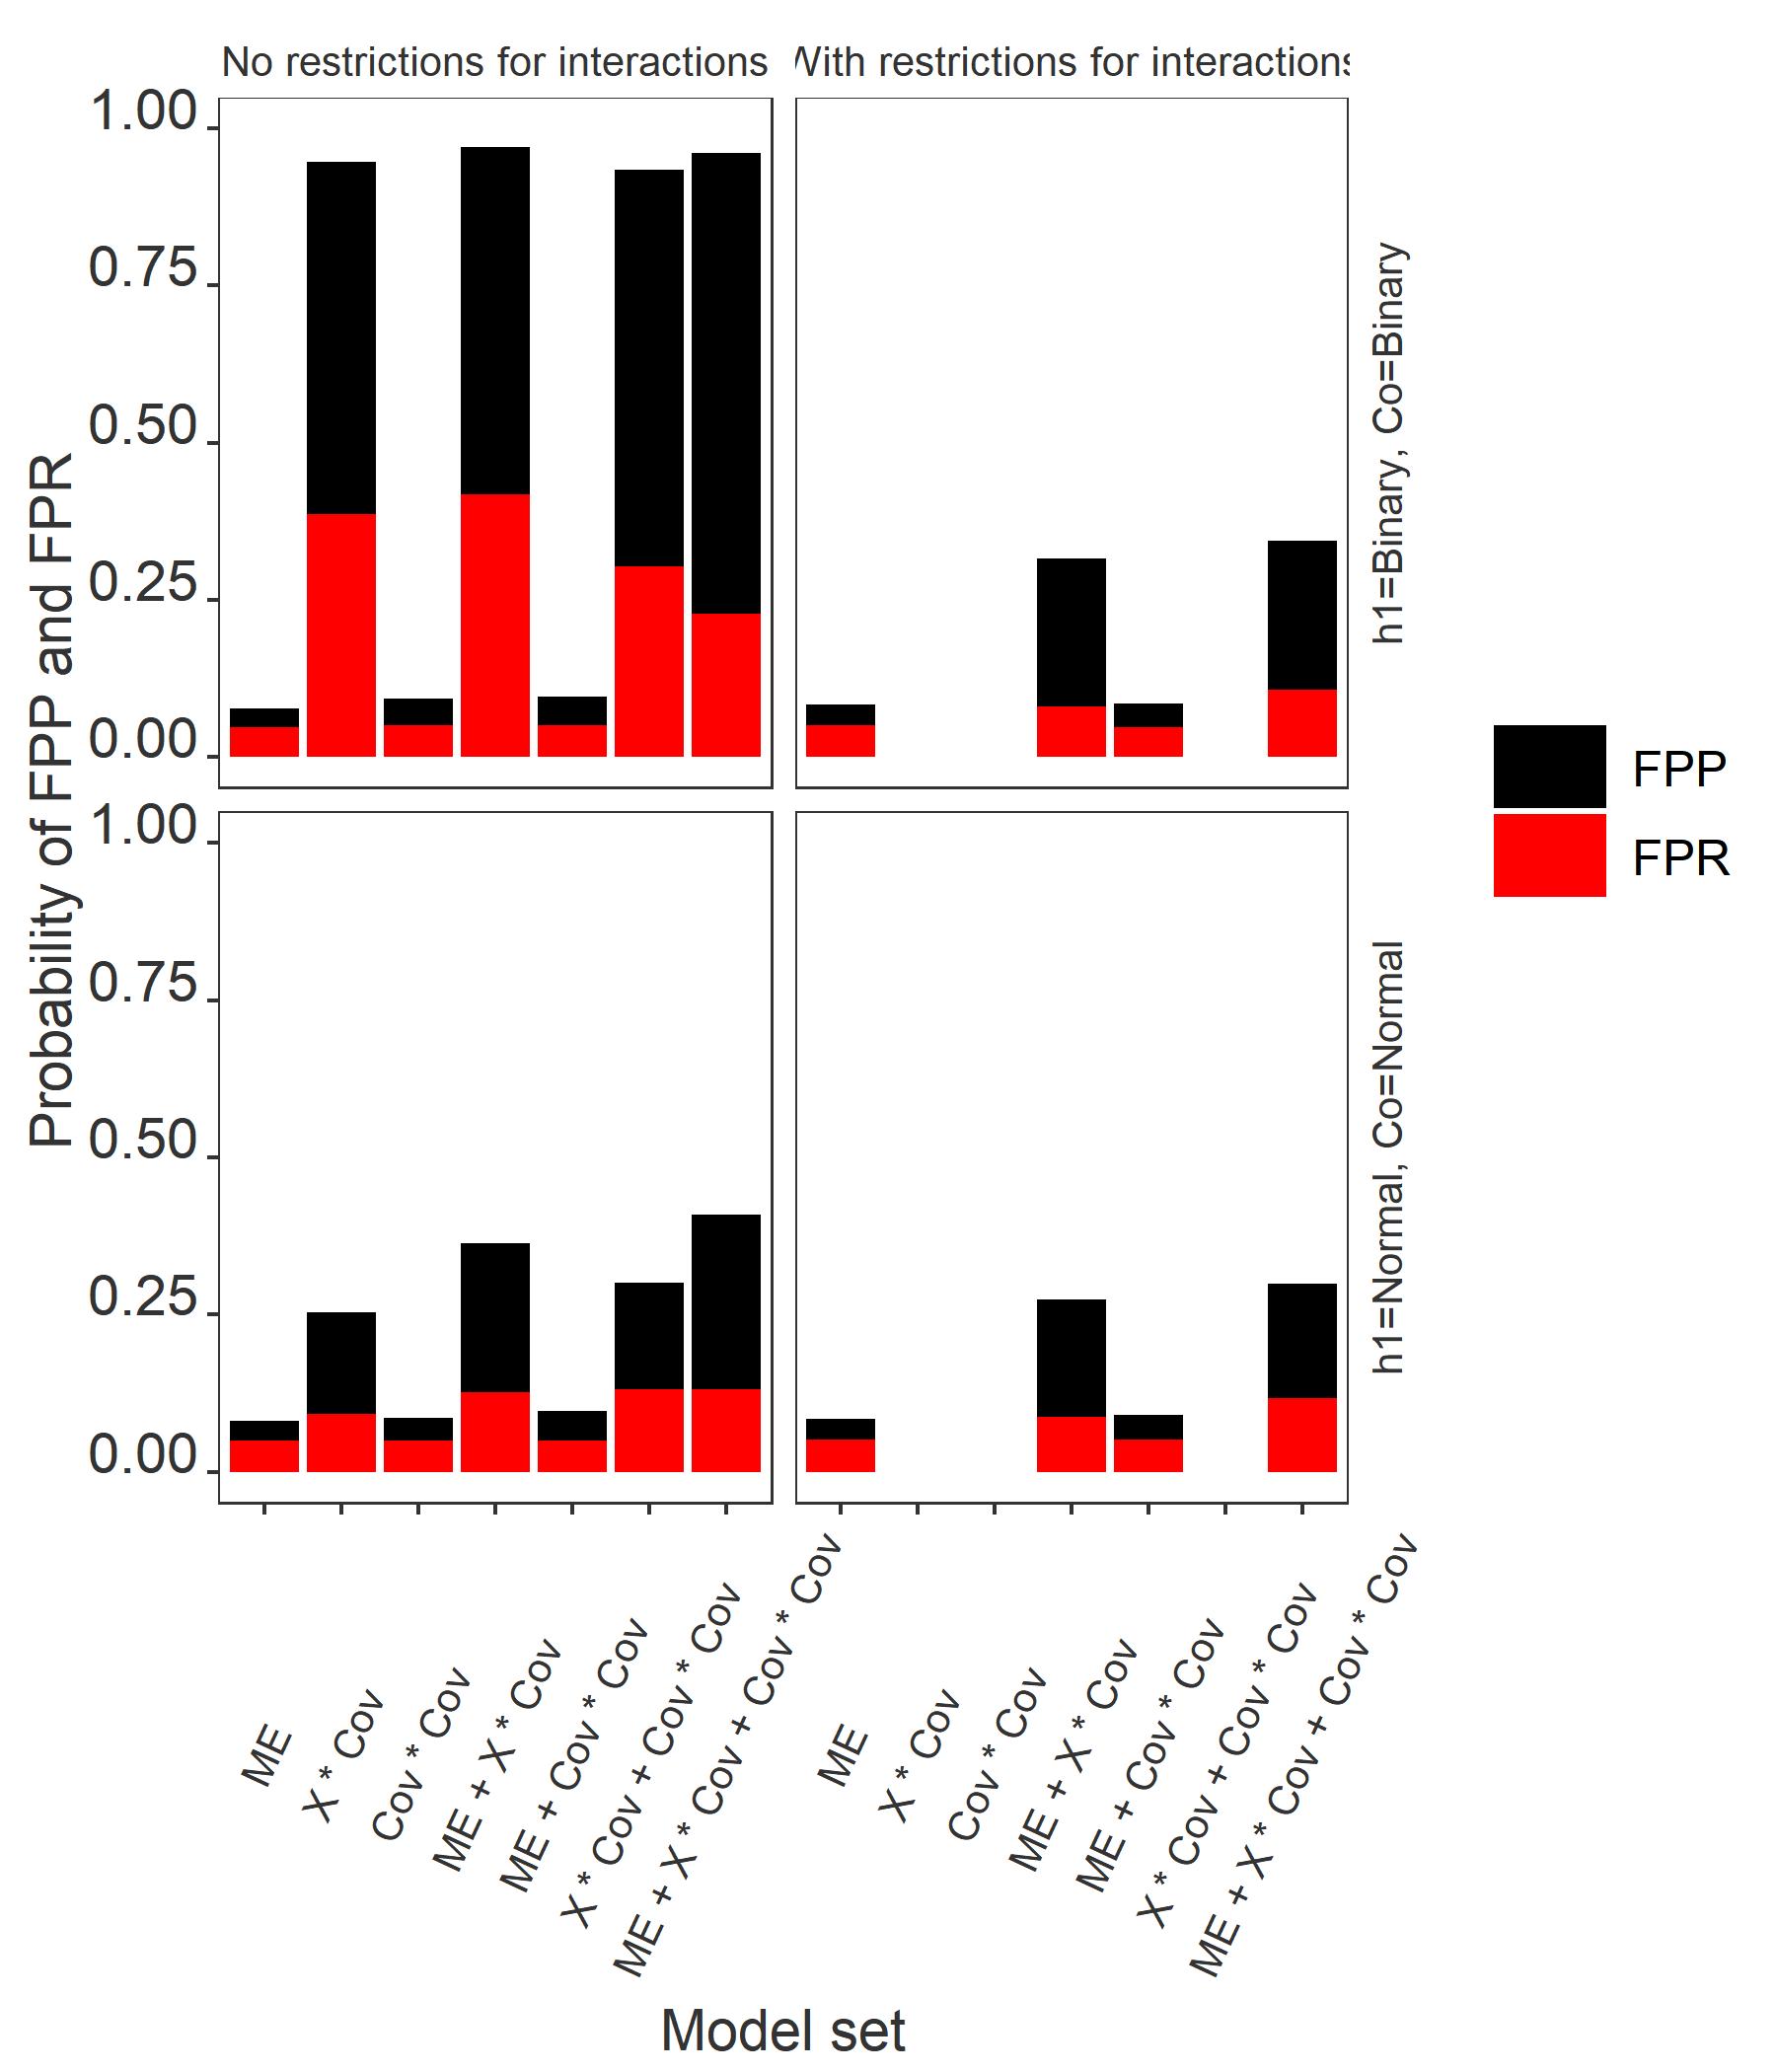 No restrictions for interactions
With restrictions for interactions
Probability of FPP and FPR
1.00
0.75
0.50
0.25
0.00
h1=Binary, Co=Binary
1.00
0.75
0.50
0.25
0.00
h1=Normal, Co=Normal
FPP
FPR
ME
X * Cov
Cov * Cov
ME + X * Cov
ME + Cov * Cov
X * Cov + Cov * Cov
ME + X * Cov + Cov * Cov
ME
X * Cov
Cov * Cov
ME + X * Cov
ME + Cov * Cov
X * Cov + Cov * Cov
ME + X * Cov + Cov * Cov
Model set